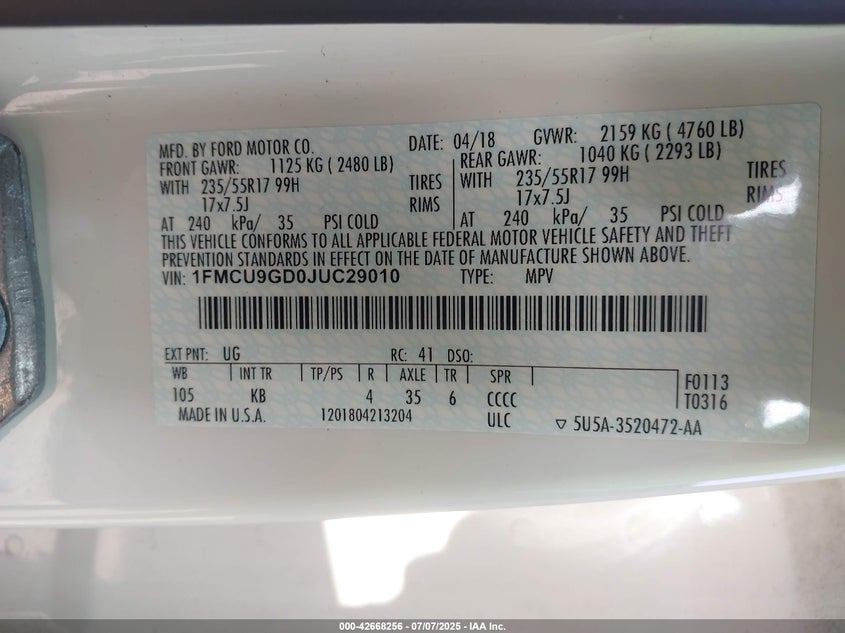 MFD. BY FORD MOTOR CO. DATE: 04/18 GVWR: 2159 KG ( 4760 LB)
FRONT GAWR: 1125 KG ( 2480 LB) REAR GAWR: 1040 KG ( 2293 LB)
WITH 235/55R17 99H TIRES WITH 235/55R17 99H TIRES
17x7.5J RIMS 17x7.5J RIMS
AT 240 kPa/ 35 PSI COLD AT 240 kPa/ 35 PSI COLD
THIS VEHICLE CONFORMS TO ALL APPLICABLE FEDERAL MOTOR VEHICLE SAFETY AND THEFT
PREVENTION STANDARDS IN EFFECT ON THE DATE OF MANUFACTURE SHOWN ABOVE.
VIN: 1FMCU9GD0JUC29010 TYPE: MPV
EXT PNT: UG RC: 41 DSO:
WB INT TR TP/PS R AXLE TR SPR F0113
105 KB 4 35 6 CCCC T0316
MADE IN U.S.A. 1201804213204 ULC ▽ 5U5A-3520472-AA
000-42668256 - 07/07/2025 - IAA Inc.